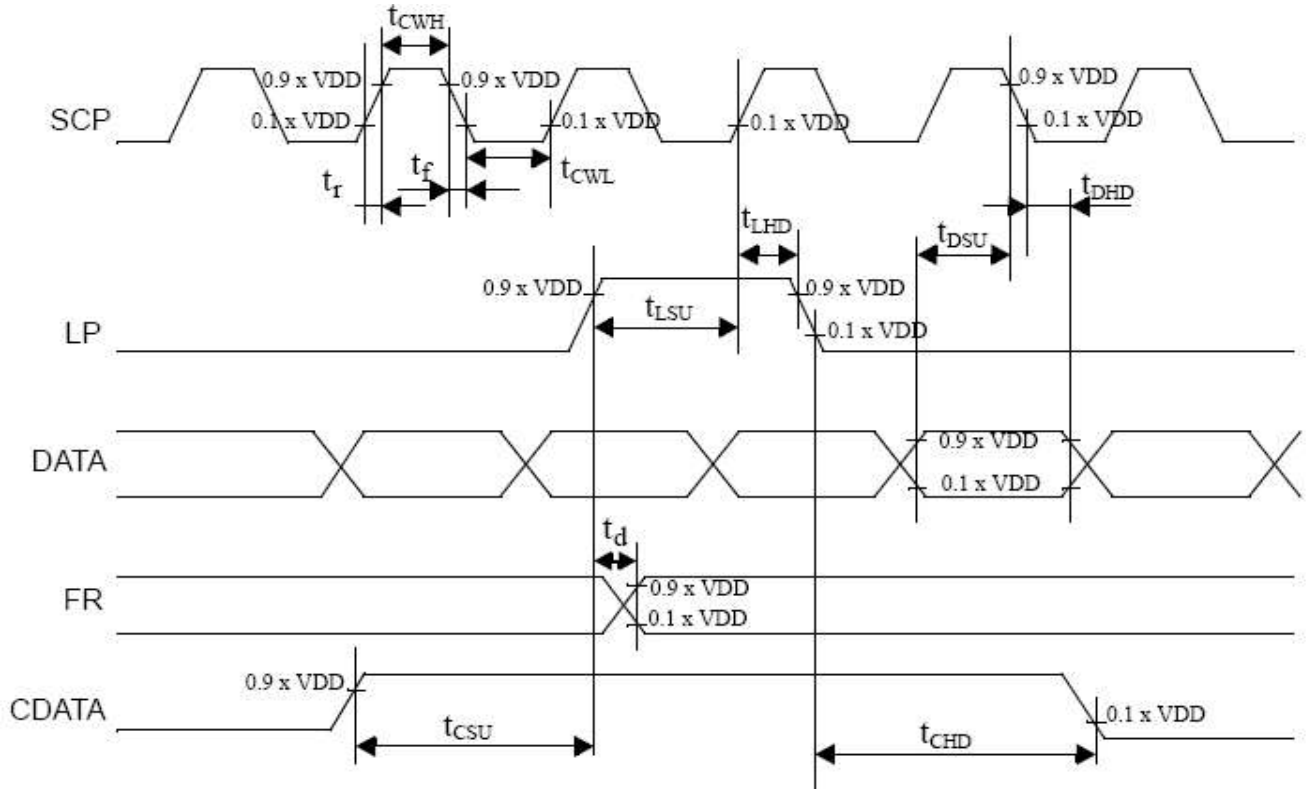 tCWH
0.9 x VDD
0.9 x VDD
0.9 x VDD
SCP
0.1 x VDD
0.1 x VDD
0.1 x VDD
0.1 x VDD
tr
tf
tCWL
tDHD
tLHD
tDSU
0.9 x VDD
0.9 x VDD
tLSU
LP
0.1 x VDD
DATA
0.9 x VDD
0.1 x VDD
td
FR
0.9 x VDD
0.1 x VDD
0.9 x VDD
CDATA
0.1 x VDD
tCSU
tCHD